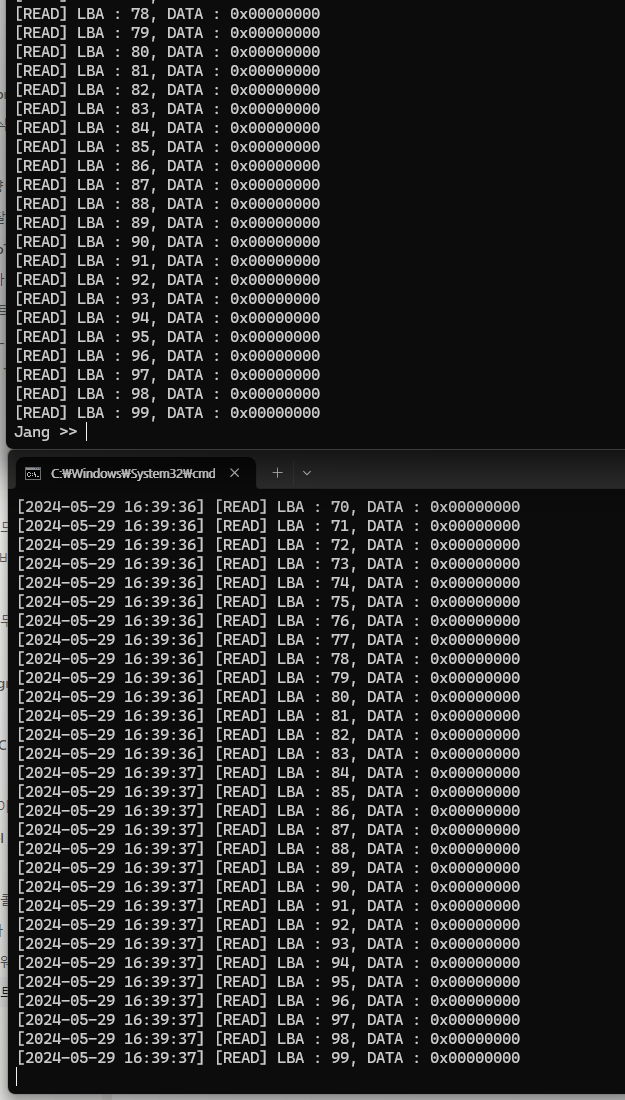 [READ] LBA : 78, DATA : 0x00000000
[READ] LBA : 79, DATA : 0x00000000
[READ] LBA : 80, DATA : 0x00000000
[READ] LBA : 81, DATA : 0x00000000
[READ] LBA : 82, DATA : 0x00000000
[READ] LBA : 83, DATA : 0x00000000
[READ] LBA : 84, DATA : 0x00000000
[READ] LBA : 85, DATA : 0x00000000
[READ] LBA : 86, DATA : 0x00000000
[READ] LBA : 87, DATA : 0x00000000
[READ] LBA : 88, DATA : 0x00000000
[READ] LBA : 89, DATA : 0x00000000
[READ] LBA : 90, DATA : 0x00000000
[READ] LBA : 91, DATA : 0x00000000
[READ] LBA : 92, DATA : 0x00000000
[READ] LBA : 93, DATA : 0x00000000
[READ] LBA : 94, DATA : 0x00000000
[READ] LBA : 95, DATA : 0x00000000
[READ] LBA : 96, DATA : 0x00000000
[READ] LBA : 97, DATA : 0x00000000
[READ] LBA : 98, DATA : 0x00000000
[READ] LBA : 99, DATA : 0x00000000
Jang >>
C:₩Windows₩System32₩cmd
[2024-05-29 16:39:36] [READ] LBA : 70, DATA : 0x00000000
[2024-05-29 16:39:36] [READ] LBA : 71, DATA : 0x00000000
[2024-05-29 16:39:36] [READ] LBA : 72, DATA : 0x00000000
[2024-05-29 16:39:36] [READ] LBA : 73, DATA : 0x00000000
[2024-05-29 16:39:36] [READ] LBA : 74, DATA : 0x00000000
[2024-05-29 16:39:36] [READ] LBA : 75, DATA : 0x00000000
[2024-05-29 16:39:36] [READ] LBA : 76, DATA : 0x00000000
[2024-05-29 16:39:36] [READ] LBA : 77, DATA : 0x00000000
[2024-05-29 16:39:36] [READ] LBA : 78, DATA : 0x00000000
[2024-05-29 16:39:36] [READ] LBA : 79, DATA : 0x00000000
[2024-05-29 16:39:36] [READ] LBA : 80, DATA : 0x00000000
[2024-05-29 16:39:36] [READ] LBA : 81, DATA : 0x00000000
[2024-05-29 16:39:36] [READ] LBA : 82, DATA : 0x00000000
[2024-05-29 16:39:36] [READ] LBA : 83, DATA : 0x00000000
[2024-05-29 16:39:37] [READ] LBA : 84, DATA : 0x00000000
[2024-05-29 16:39:37] [READ] LBA : 85, DATA : 0x00000000
[2024-05-29 16:39:37] [READ] LBA : 86, DATA : 0x00000000
[2024-05-29 16:39:37] [READ] LBA : 87, DATA : 0x00000000
[2024-05-29 16:39:37] [READ] LBA : 88, DATA : 0x00000000
[2024-05-29 16:39:37] [READ] LBA : 89, DATA : 0x00000000
[2024-05-29 16:39:37] [READ] LBA : 90, DATA : 0x00000000
[2024-05-29 16:39:37] [READ] LBA : 91, DATA : 0x00000000
[2024-05-29 16:39:37] [READ] LBA : 92, DATA : 0x00000000
[2024-05-29 16:39:37] [READ] LBA : 93, DATA : 0x00000000
[2024-05-29 16:39:37] [READ] LBA : 94, DATA : 0x00000000
[2024-05-29 16:39:37] [READ] LBA : 95, DATA : 0x00000000
[2024-05-29 16:39:37] [READ] LBA : 96, DATA : 0x00000000
[2024-05-29 16:39:37] [READ] LBA : 97, DATA : 0x00000000
[2024-05-29 16:39:37] [READ] LBA : 98, DATA : 0x00000000
[2024-05-29 16:39:37] [READ] LBA : 99, DATA : 0x00000000